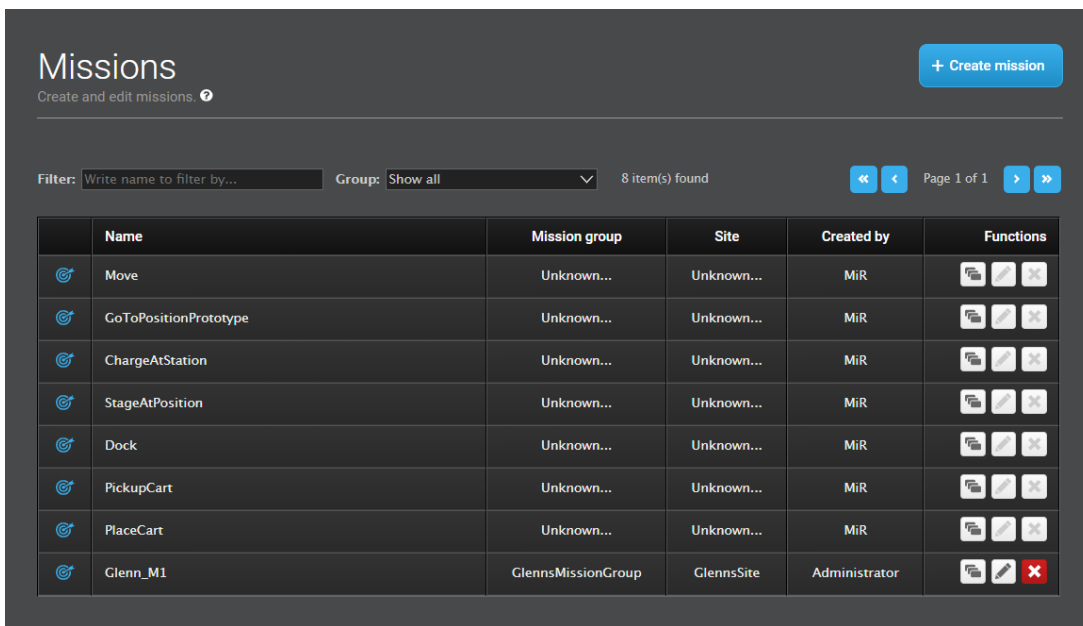 Missions
+ Create mission
Create and edit missions. ?
Filter: Write name to filter by... Group: Show all 8 item(s) found « ‹ Page 1 of 1 › »
Name Mission group Site Created by Functions
Move Unknown... Unknown... MiR
GoToPositionPrototype Unknown... Unknown... MiR
ChargeAtStation Unknown... Unknown... MiR
StageAtPosition Unknown... Unknown... MiR
Dock Unknown... Unknown... MiR
PickupCart Unknown... Unknown... MiR
PlaceCart Unknown... Unknown... MiR
Glenn_M1 GlennsMissionGroup GlennsSite Administrator